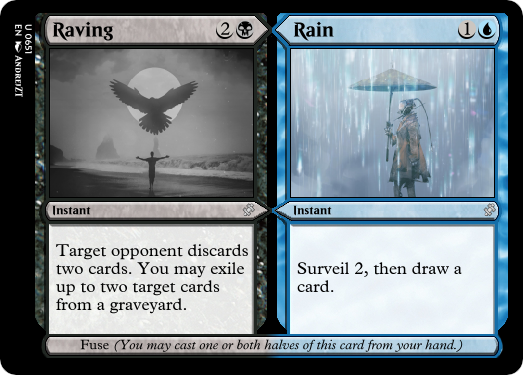 Raving 2
Instant
Target opponent discards
two cards. You may exile
up to two target cards
from a graveyard.
Rain 1
Instant
Surveil 2, then draw a
card.
Fuse (You may cast one or both halves of this card from your hand.)
U 0651
EN ANDREIZT